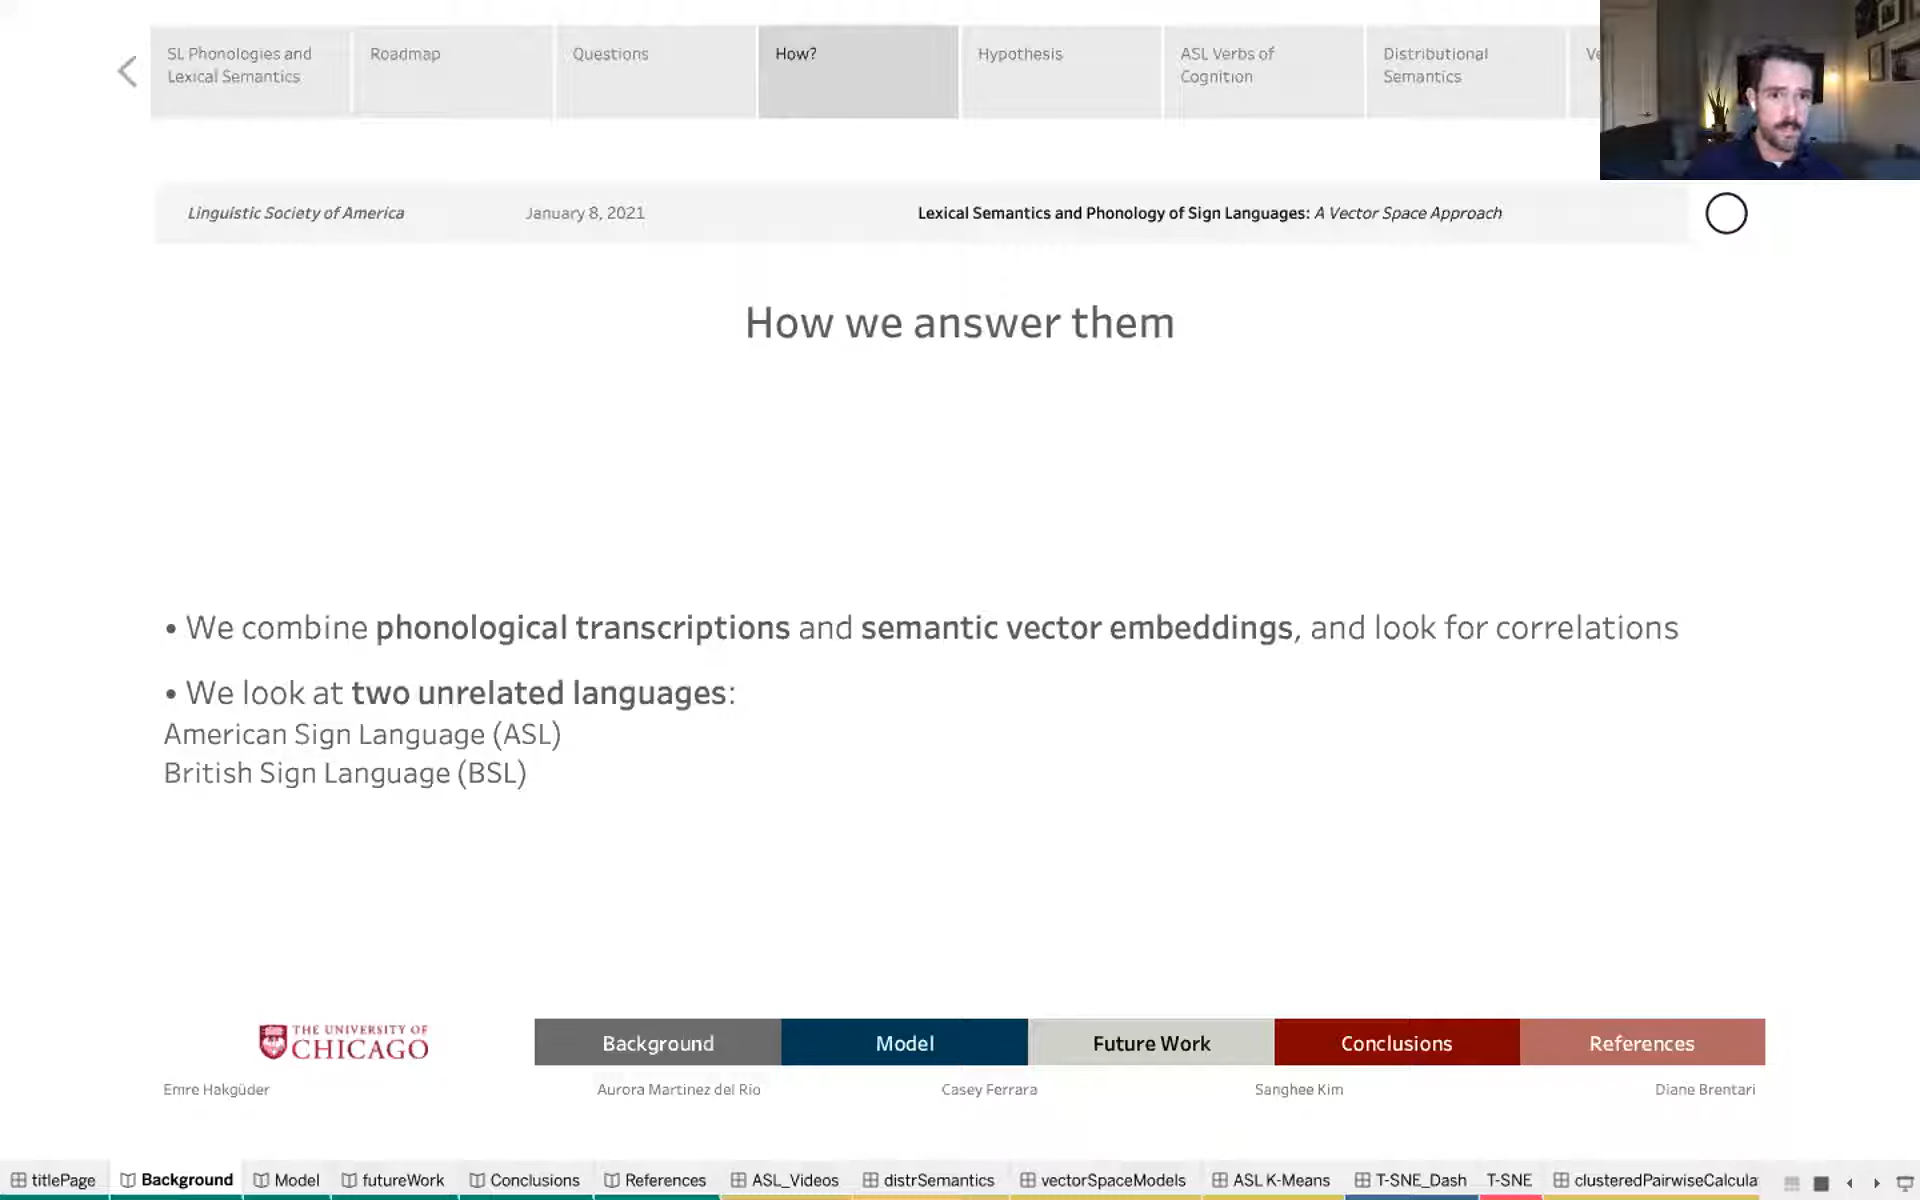 SL Phonologies and
Lexical Semantics
Roadmap
Questions
How?
Hypothesis
ASL Verbs of
Cognition
Distributional
Semantics
Linguistic Society of America
January 8, 2021
Lexical Semantics and Phonology of Sign Languages: A Vector Space Approach
How we answer them
• We combine phonological transcriptions and semantic vector embeddings, and look for correlations
• We look at two unrelated languages:
American Sign Language (ASL)
British Sign Language (BSL)
THE UNIVERSITY OF
CHICAGO
Background
Model
Future Work
Conclusions
References
Emre Hakgüder
Aurora Martinez del Rio
Casey Ferrara
Sanghee Kim
Diane Brentari
titlePage
Background
Model
futureWork
Conclusions
References
ASL_Videos
distrSemantics
vectorSpaceModels
ASL K-Means
T-SNE_Dash
T-SNE
clusteredPairwiseCalcula